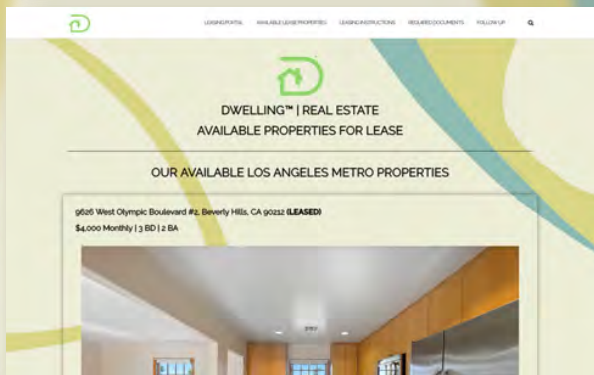 LEASING PORTAL AVAILABLE LEASE PROPERTIES LEASING INSTRUCTIONS REQUIRED DOCUMENTS FOLLOW UP
DWELLING™ | REAL ESTATE
AVAILABLE PROPERTIES FOR LEASE
OUR AVAILABLE LOS ANGELES METRO PROPERTIES
9626 West Olympic Boulevard #2, Beverly Hills, CA 90212 (LEASED)
$4,000 Monthly | 3 BD | 2 BA